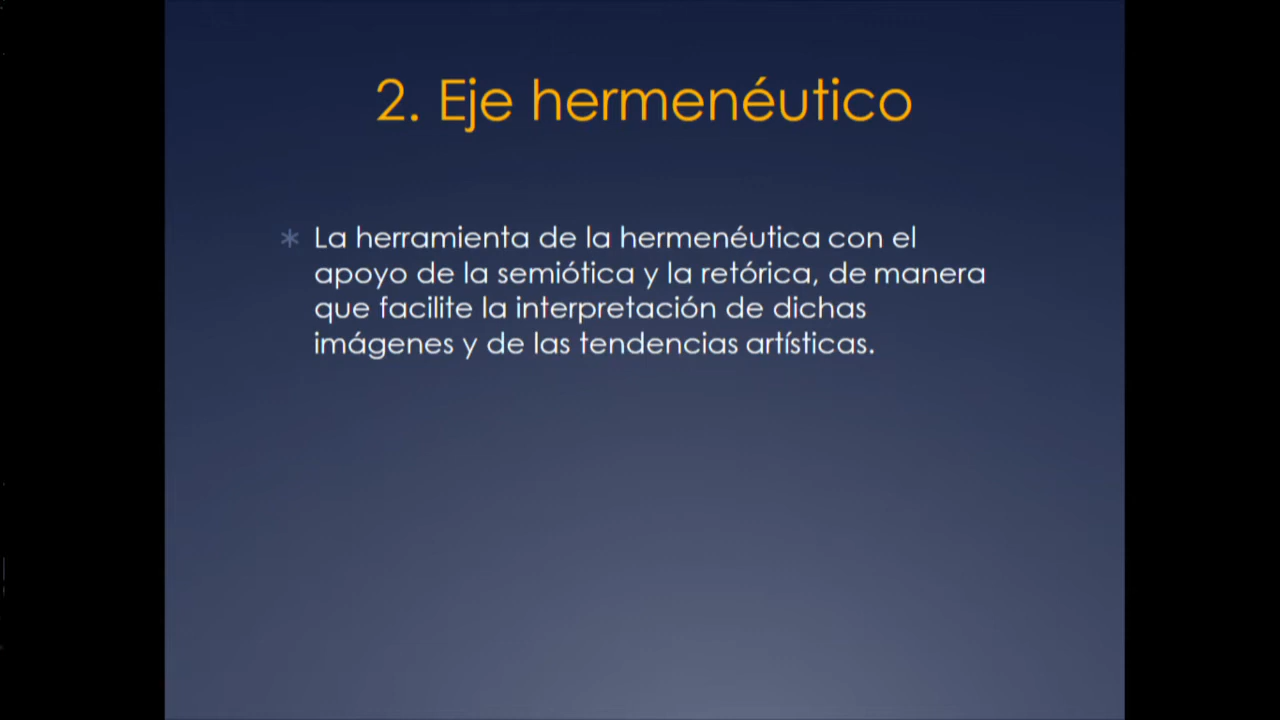 2. Eje hermenéutico
* La herramienta de la hermenéutica con el
apoyo de la semiótica y la retórica, de manera
que facilite la interpretación de dichas
imágenes y de las tendencias artísticas.